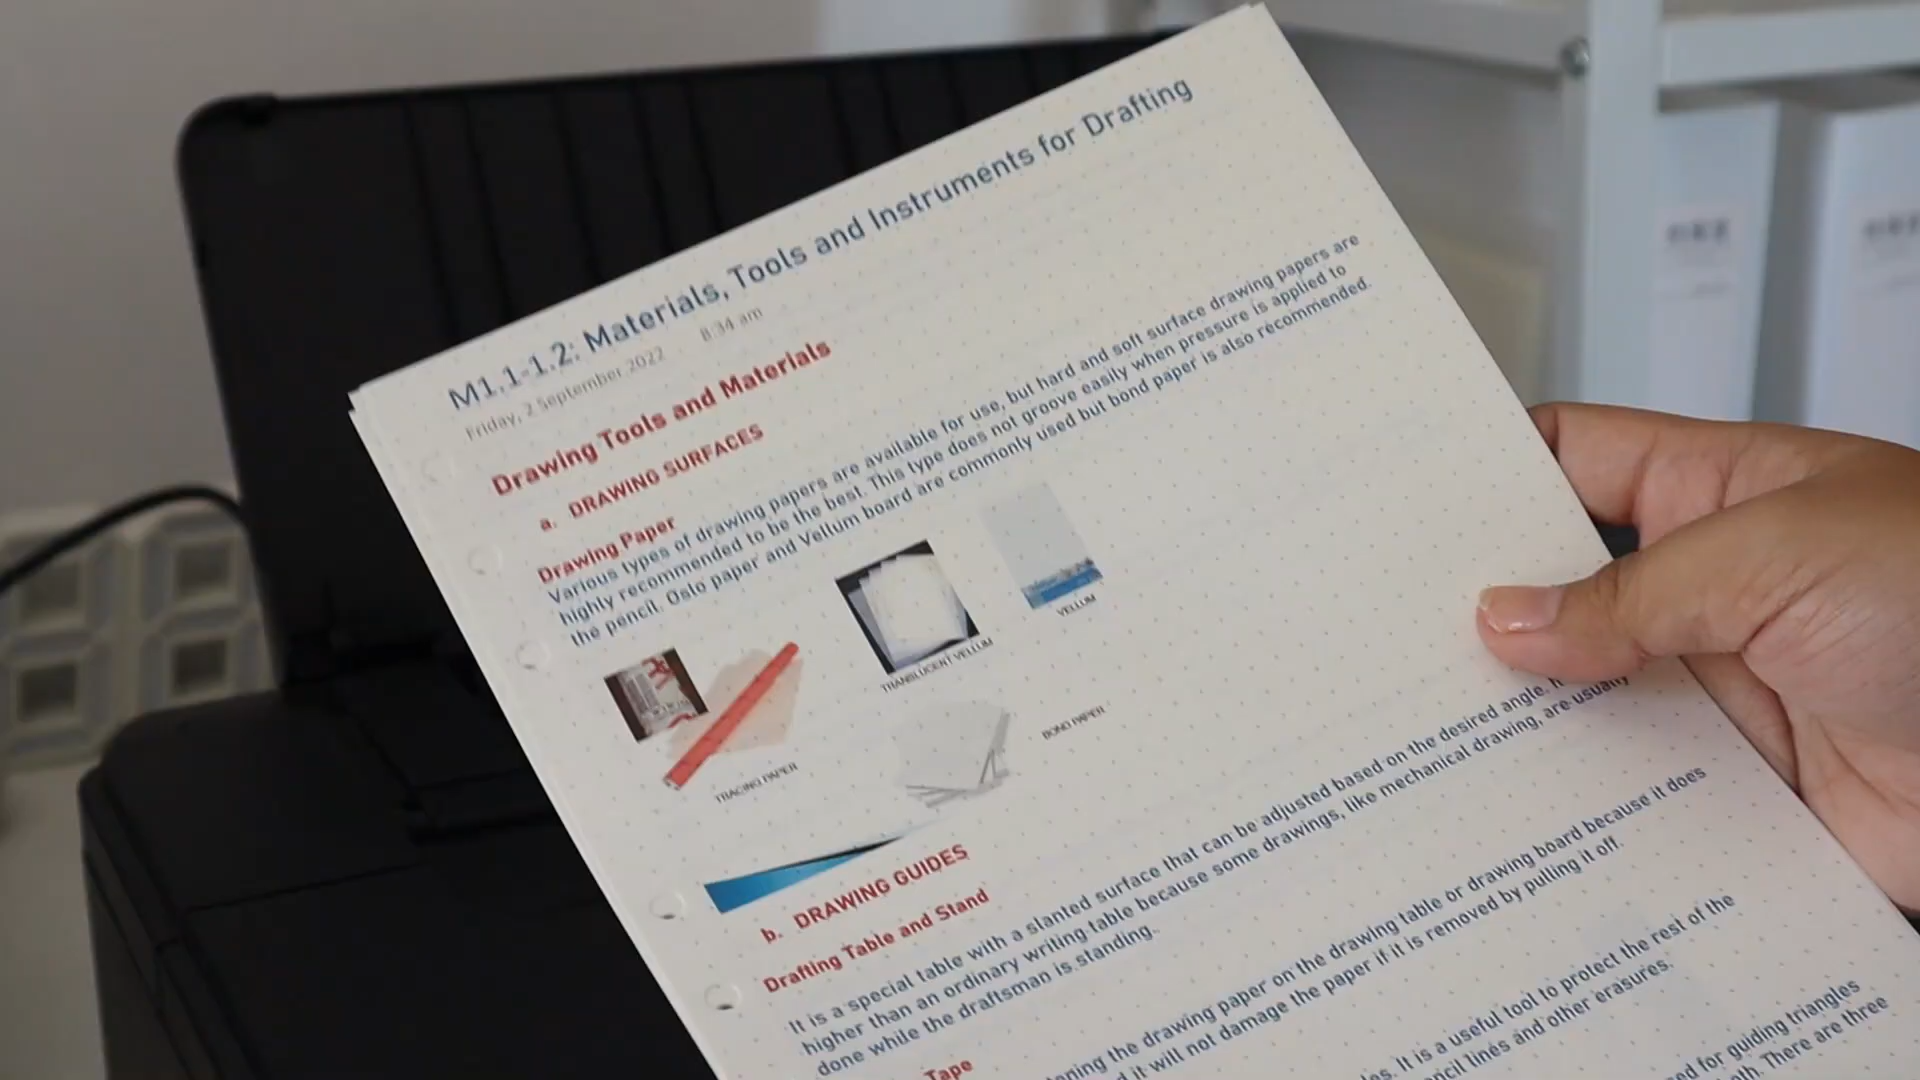 M1.1-1.2: Materials, Tools and Instruments for Drafting
Friday, 2 September 2022 8:34 am
Drawing Tools and Materials
a. DRAWING SURFACES
Drawing Paper
Various types of drawing papers are available for use, but hard and soft surface drawing papers are
highly recommended to be the best. This type does not groove easily when pressure is applied to
the pencil. Oslo paper and Vellum board are commonly used but bond paper is also recommended.
TRACING PAPER
TRANSLUCENT VELLUM
VELLUM
BOND PAPER
b. DRAWING GUIDES
Drafting Table and Stand
It is a special table with a slanted surface that can be adjusted based on the desired angle.
higher than an ordinary writing table because some drawings, like mechanical drawing, are usually
done while the draftsman is standing.
Tape
the drawing paper on the drawing table or drawing board because it does
it will not damage the paper if it is removed by pulling it off.
It is a useful tool to protect the rest of the
lines and other erasures.
for guiding triangles
There are three